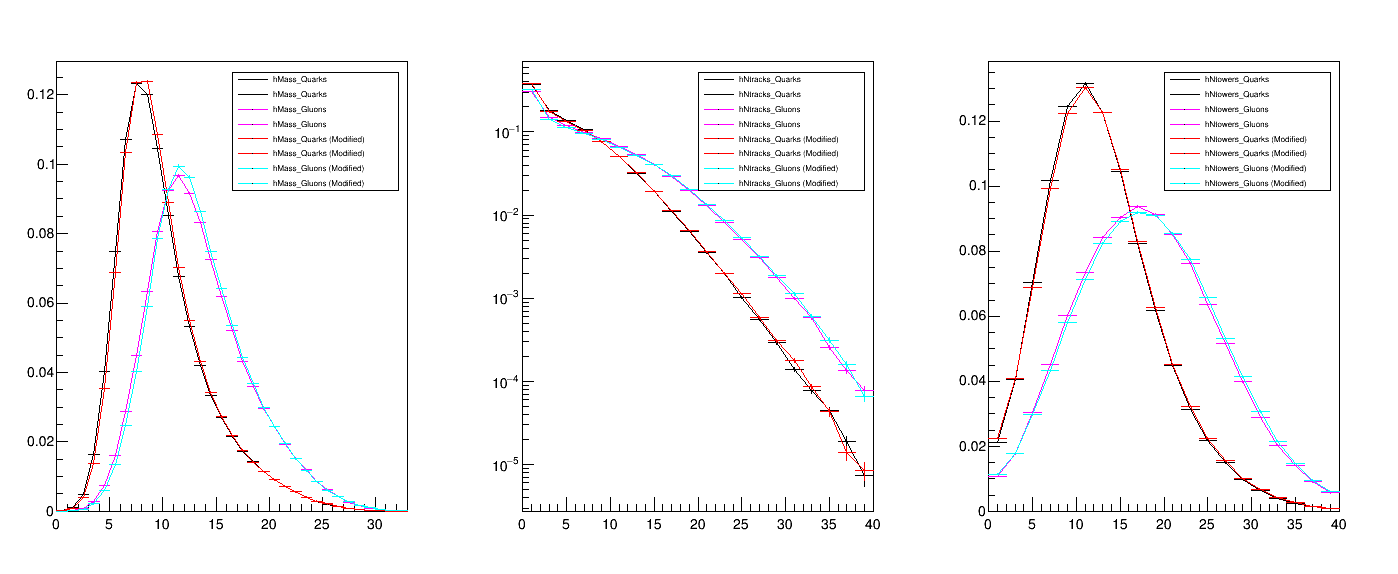 hMass_Quarks
hMass_Quarks
hMass_Gluons
hMass_Gluons
hMass_Quarks (Modified)
hMass_Quarks (Modified)
hMass_Gluons (Modified)
hMass_Gluons (Modified)
0.12
0.1
0.08
0.06
0.04
0.02
0
0 5 10 15 20 25 30
hNtracks_Quarks
hNtracks_Quarks
hNtracks_Gluons
hNtracks_Gluons
hNtracks_Quarks (Modified)
hNtracks_Quarks (Modified)
hNtracks_Gluons (Modified)
hNtracks_Gluons (Modified)
10−1
10−2
10−3
10−4
10−5
0 5 10 15 20 25 30 35 40
hNtowers_Quarks
hNtowers_Quarks
hNtowers_Gluons
hNtowers_Gluons
hNtowers_Quarks (Modified)
hNtowers_Quarks (Modified)
hNtowers_Gluons (Modified)
hNtowers_Gluons (Modified)
0.12
0.1
0.08
0.06
0.04
0.02
0
0 5 10 15 20 25 30 35 40